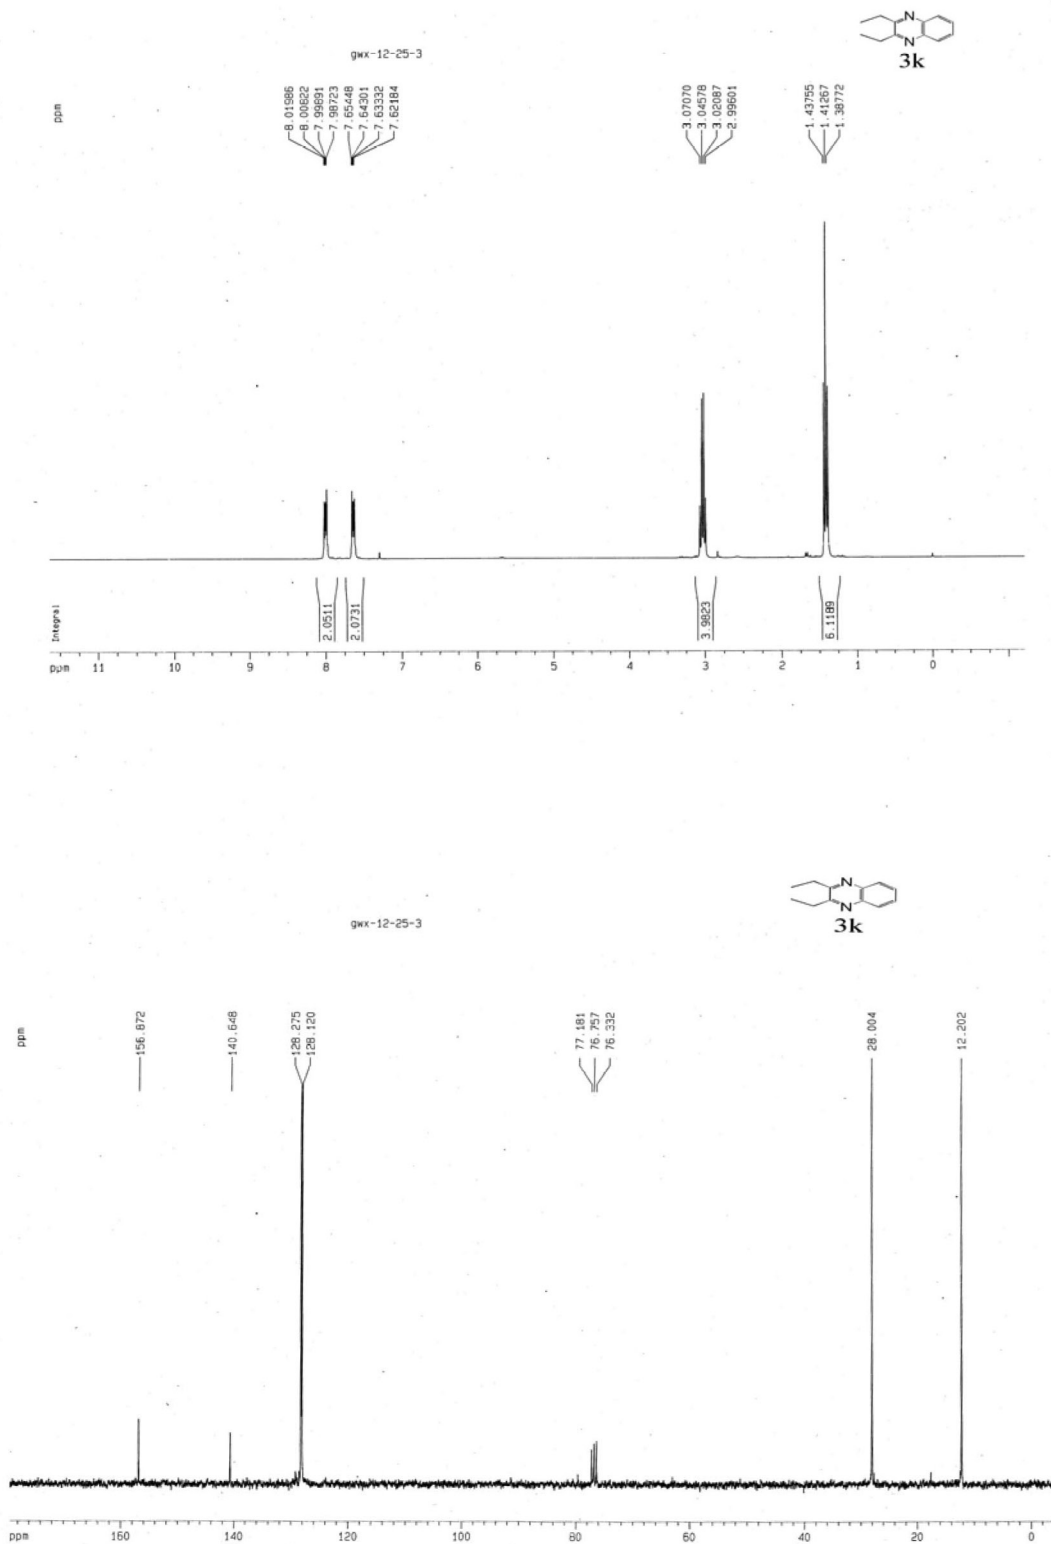 N
N
3k
gwx-12-25-3
ppm
8.01986
8.00822
7.99891
7.98723
7.65448
7.64301
7.63332
7.62184
3.07070
3.04578
3.02087
2.99601
1.43755
1.41267
1.38772
Integral
2.0511
2.0731
3.9823
6.1189
ppm 11 10 9 8 7 6 5 4 3 2 1 0
N
N
3k
gwx-12-25-3
ppm
156.872
140.648
128.275
128.120
77.181
76.757
76.332
28.004
12.202
ppm 160 140 120 100 80 60 40 20 0